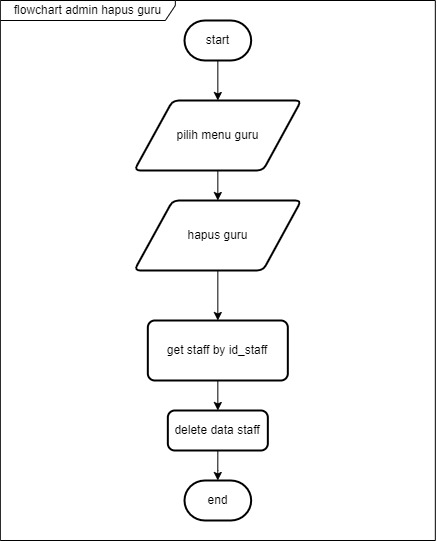 flowchart admin hapus guru
start
pilih menu guru
hapus guru
get staff by id_staff
delete data staff
end